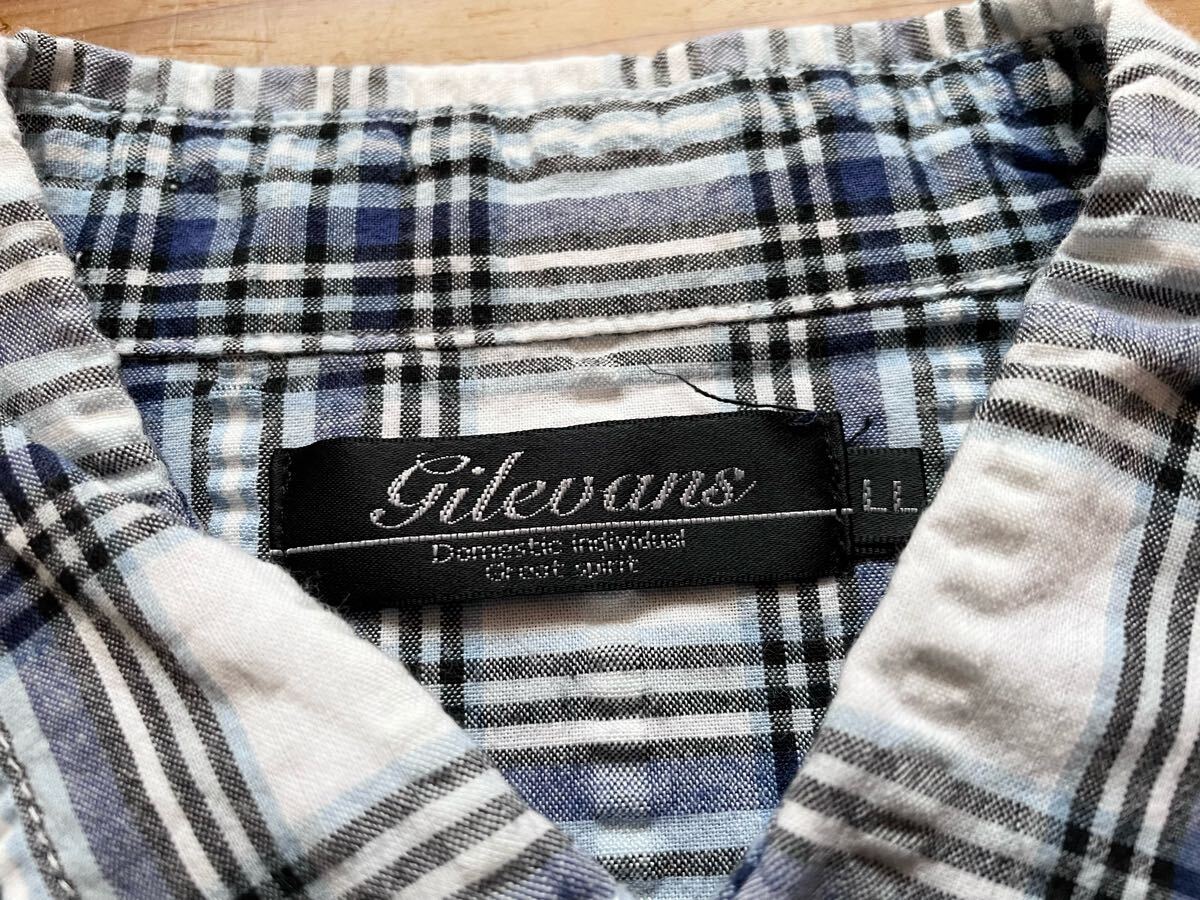 Gilevans
Domestic individual
Great spirit
LL